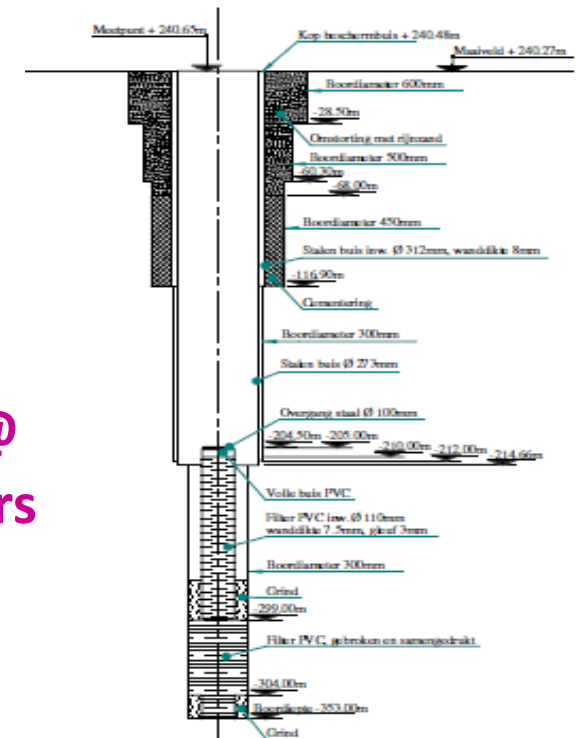 Meetpunt + 240.65m
Kop beschermbuis + 240.48m
Maaiveld + 240.27m
Boordiameter 600mm
-28.50m
Omstorting met rijnzand
Boordiameter 500mm
-60.30m
-68.00m
Boordiameter 450mm
Stalen buis inw. Ø 312mm, wanddikte 8mm
-116.90m
Cementering
Boordiameter 300mm
Stalen buis Ø 273mm
@
rs
Overgang staal Ø 100mm
-204.50m -205.00m
-210.00m
-212.00m
-214.66m
Volle buis PVC
Filter PVC inw. Ø 110mm
wanddikte 7.5mm, gleuf 3mm
Boordiameter 300mm
Grind
-299.00m
Filter PVC, gebroken en samengedrukt
-304.00m
Boordiepte -353.00m
Grind